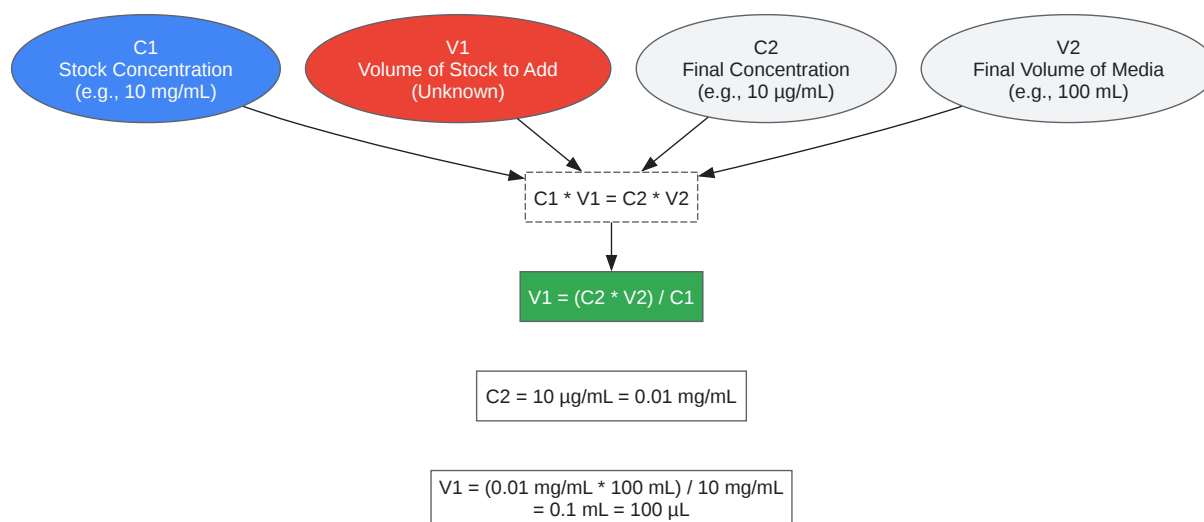 C1
Stock Concentration
(e.g., 10 mg/mL)
V1
Volume of Stock to Add
(Unknown)
C2
Final Concentration
(e.g., 10 µg/mL)
V2
Final Volume of Media
(e.g., 100 mL)
C1 * V1 = C2 * V2
V1 = (C2 * V2) / C1
C2 = 10 µg/mL = 0.01 mg/mL
V1 = (0.01 mg/mL * 100 mL) / 10 mg/mL
= 0.1 mL = 100 µL